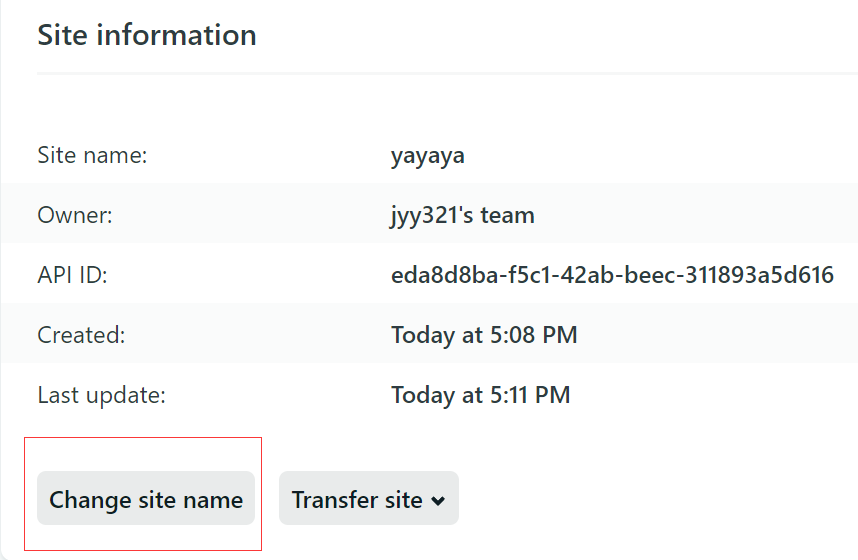 Site information
Site name: yayaya
Owner: jyy321's team
API ID: eda8d8ba-f5c1-42ab-beec-311893a5d616
Created: Today at 5:08 PM
Last update: Today at 5:11 PM
Change site name Transfer site